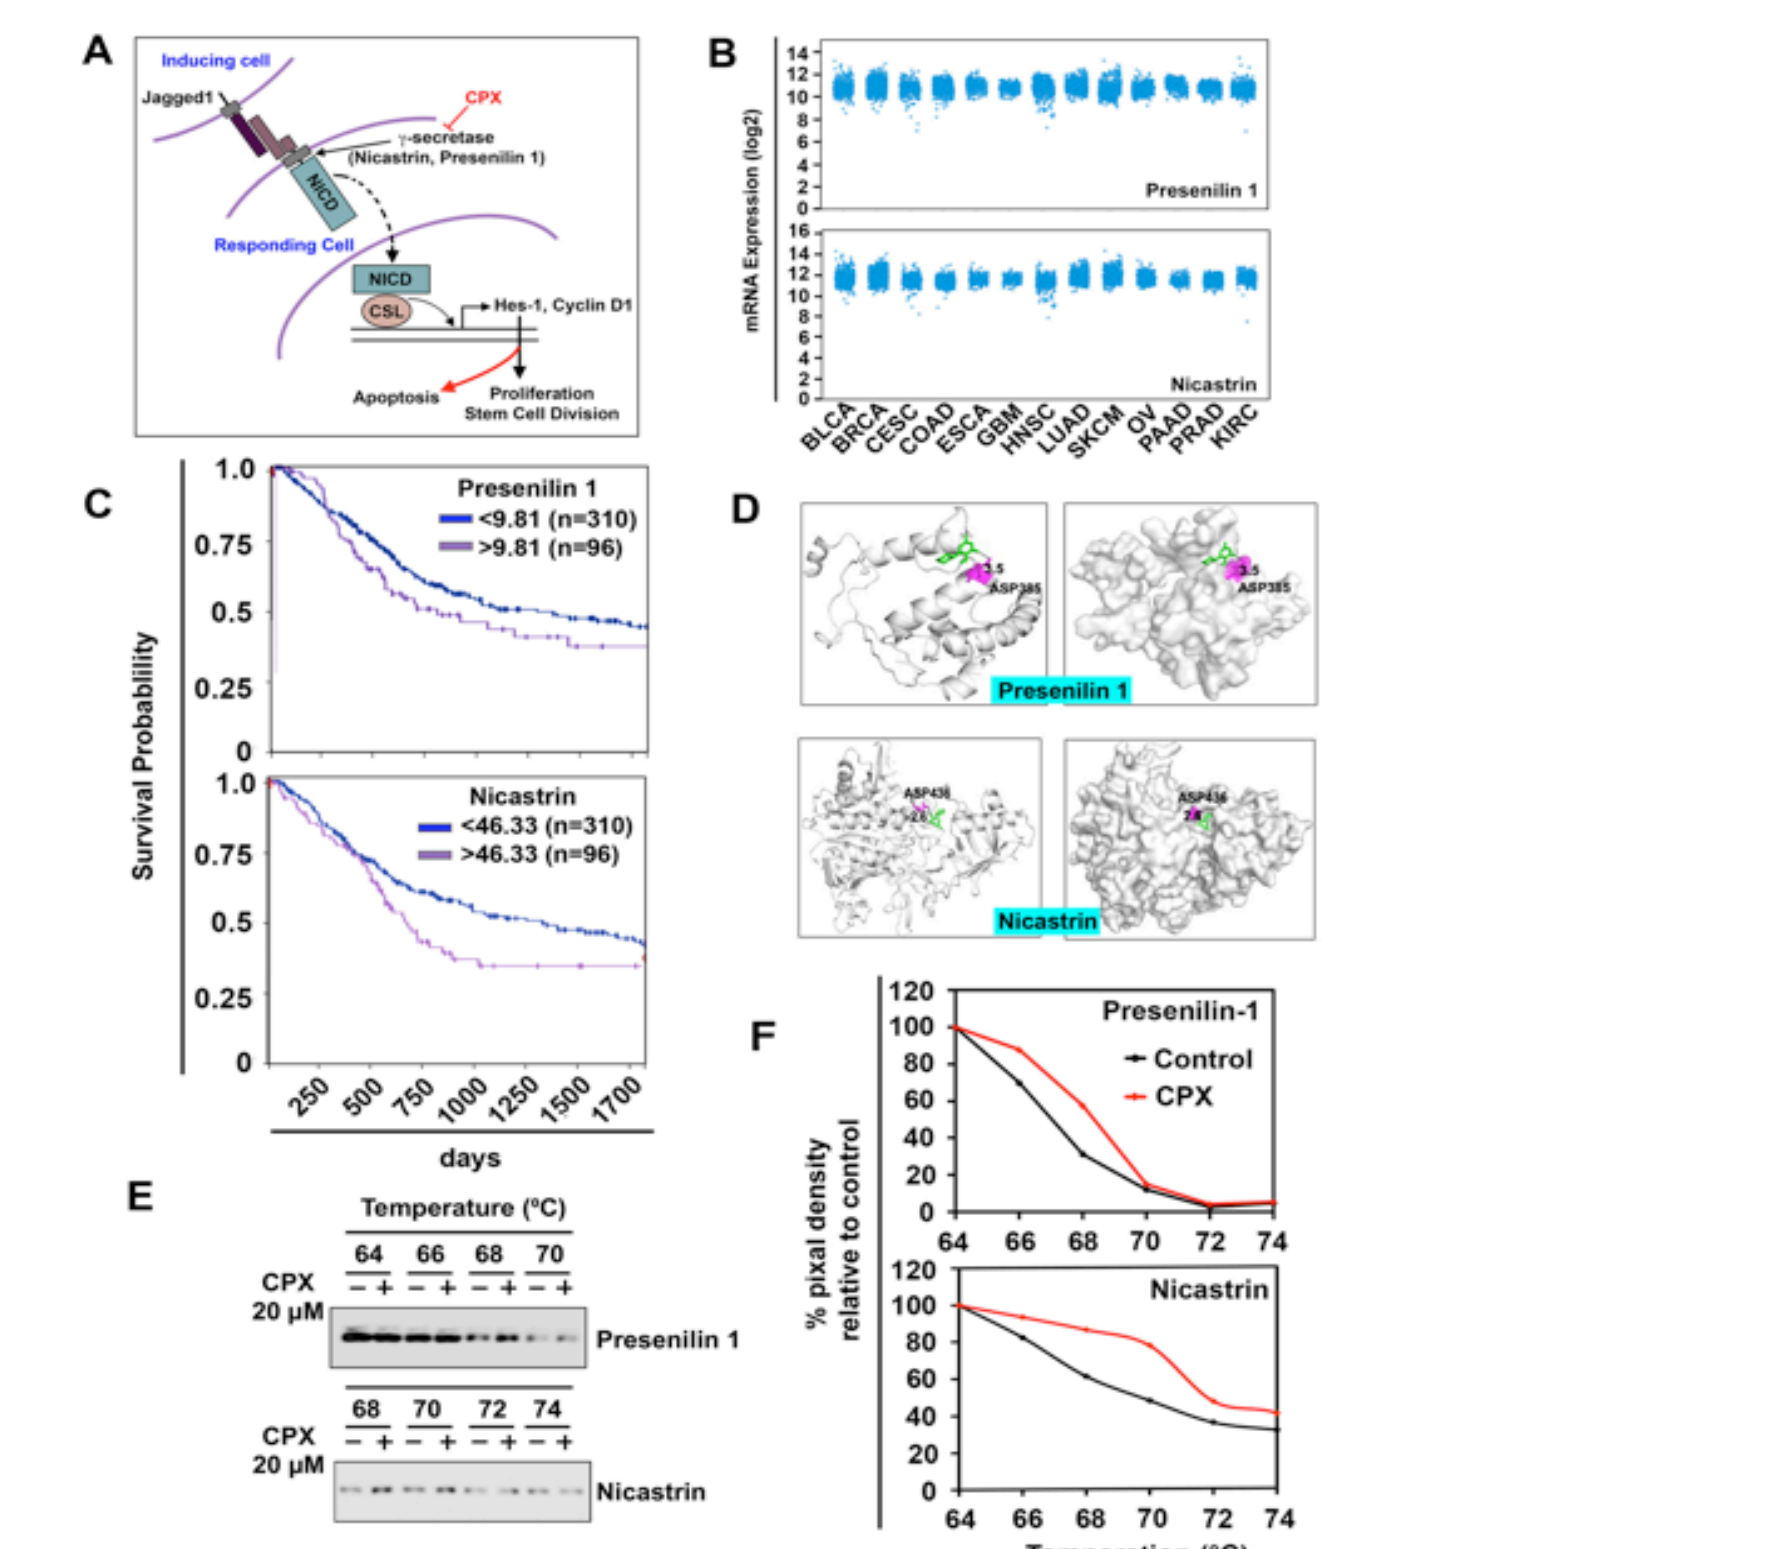 A
Inducing cell
Jagged1
CPX
γ-secretase
(Nicastrin, Presenilin 1)
NICD
Responding Cell
NICD
CSL
Hes-1, Cyclin D1
Apoptosis
Proliferation
Stem Cell Division
B
mRNA Expression (log2)
14
12
10
8
6
4
2
0
Presenilin 1
16
14
12
10
8
6
4
2
0
Nicastrin
BLCA
BRCA
CESC
COAD
ESCA
GBM
HNSC
LUAD
SKCM
OV
PAAD
PRAD
KIRC
C
Survival Probability
1.0
0.75
0.5
0.25
0
Presenilin 1
<9.81 (n=310)
>9.81 (n=96)
1.0
0.75
0.5
0.25
0
Nicastrin
<46.33 (n=310)
>46.33 (n=96)
250
500
750
1000
1250
1500
1700
days
D
3.5
ASP385
3.5
ASP385
Presenilin 1
ASP436
2.6
ASP436
Nicastrin
E
Temperature (ºC)
64 66 68 70
CPX − + − + − + − +
20 µM
Presenilin 1
68 70 72 74
CPX − + − + − + − +
20 µM
Nicastrin
F
% pixal density
relative to control
120
100
80
60
40
20
0
Presenilin-1
Control
CPX
64 66 68 70 72 74
120
100
80
60
40
20
0
Nicastrin
64 66 68 70 72 74